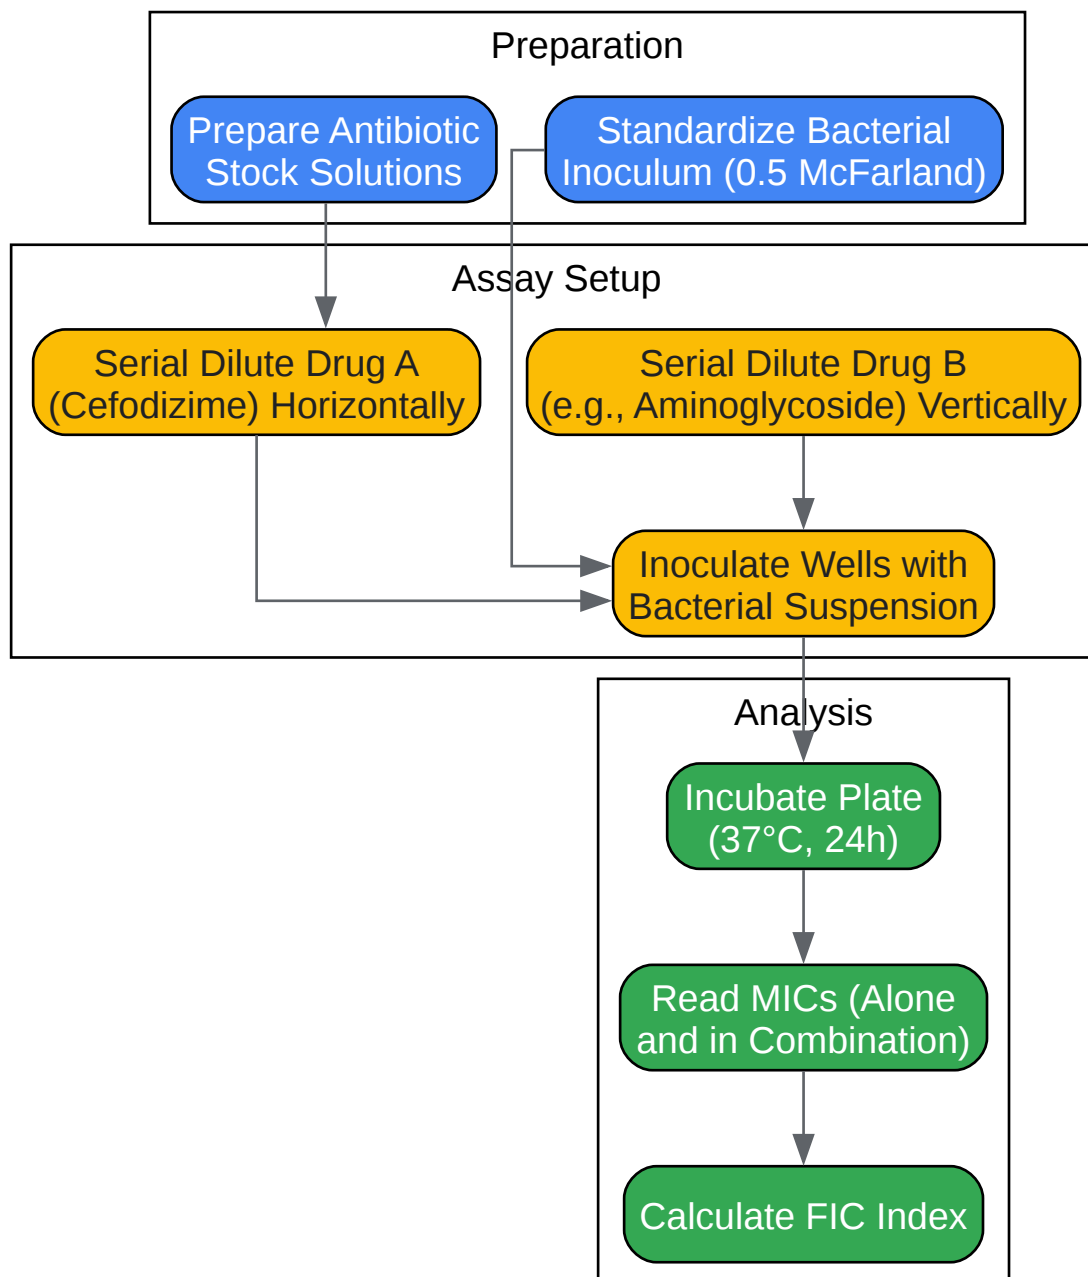 Preparation
Prepare Antibiotic
Stock Solutions
Standardize Bacterial
Inoculum (0.5 McFarland)
Assay Setup
Serial Dilute Drug A
(Cefodizime) Horizontally
Serial Dilute Drug B
(e.g., Aminoglycoside) Vertically
Inoculate Wells with
Bacterial Suspension
Analysis
Incubate Plate
(37°C, 24h)
Read MICs (Alone
and in Combination)
Calculate FIC Index